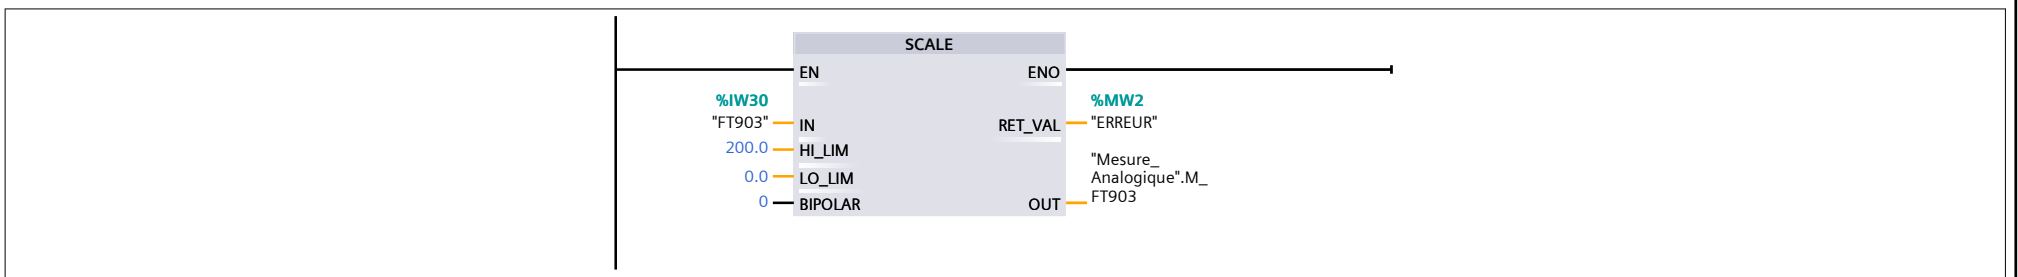 SCALE
EN
ENO
%IW30
"FT903"
IN
RET_VAL
%MW2
"ERREUR"
200.0
HI_LIM
0.0
LO_LIM
0
BIPOLAR
OUT
"Mesure_
Analogique".M_
FT903